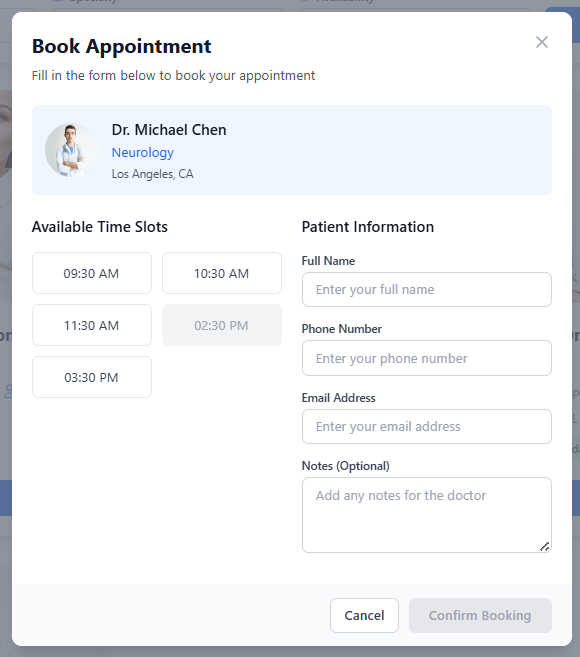 Book Appointment
Fill in the form below to book your appointment
Dr. Michael Chen
Neurology
Los Angeles, CA
Available Time Slots
09:30 AM
10:30 AM
11:30 AM
02:30 PM
03:30 PM
Patient Information
Full Name
Enter your full name
Phone Number
Enter your phone number
Email Address
Enter your email address
Notes (Optional)
Add any notes for the doctor
Cancel
Confirm Booking